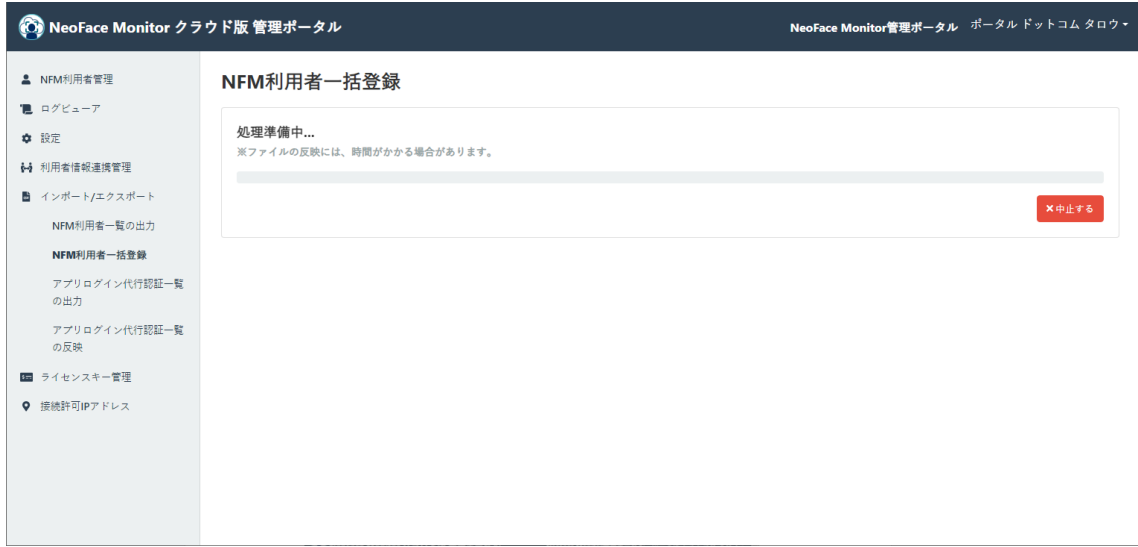 NeoFace Monitor クラウド版 管理ポータル
NeoFace Monitor管理ポータル ポータル ドットコム タロウ
NFM利用者管理
ログビューア
設定
利用者情報連携管理
インポート/エクスポート
NFM利用者一覧の出力
NFM利用者一括登録
アプリログイン代行認証一覧
の出力
アプリログイン代行認証一覧
の反映
ライセンスキー管理
接続許可IPアドレス
NFM利用者一括登録
処理準備中...
※ファイルの反映には、時間がかかる場合があります。
×中止する